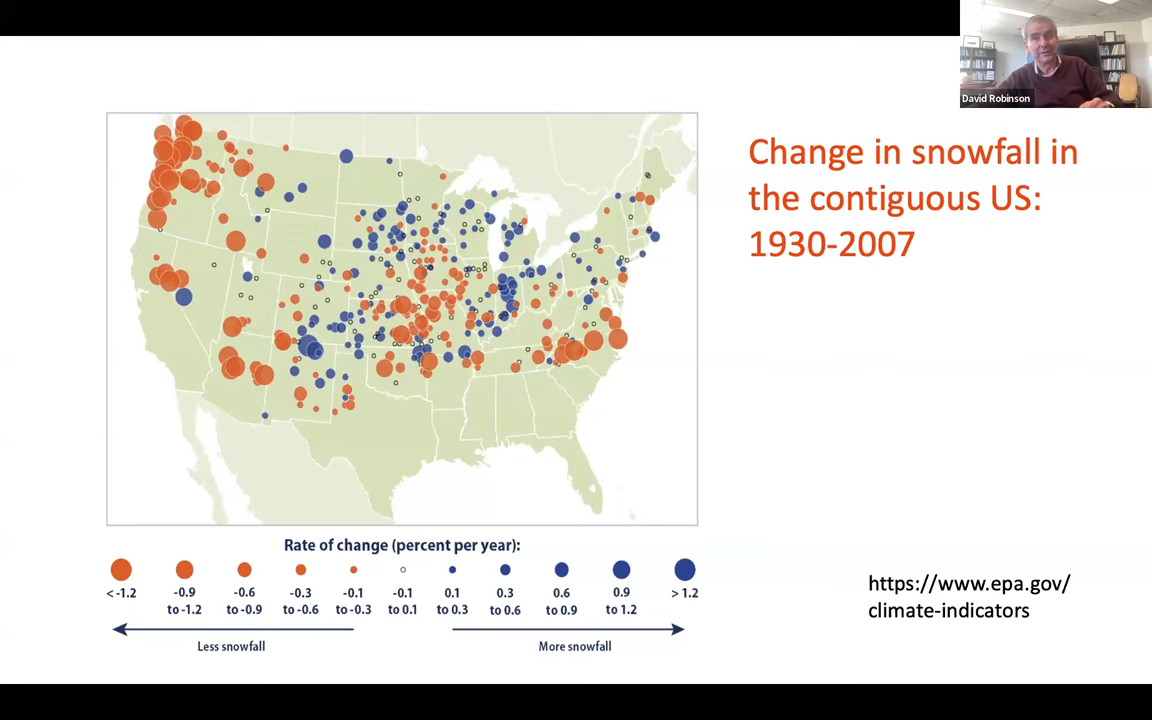 David Robinson
Change in snowfall in
the contiguous US:
1930-2007
Rate of change (percent per year):
< -1.2
-0.9
to -1.2
-0.6
to -0.9
-0.3
to -0.6
-0.1
to -0.3
-0.1
to 0.1
0.1
to 0.3
0.3
to 0.6
0.6
to 0.9
0.9
to 1.2
> 1.2
Less snowfall
More snowfall
https://www.epa.gov/
climate-indicators